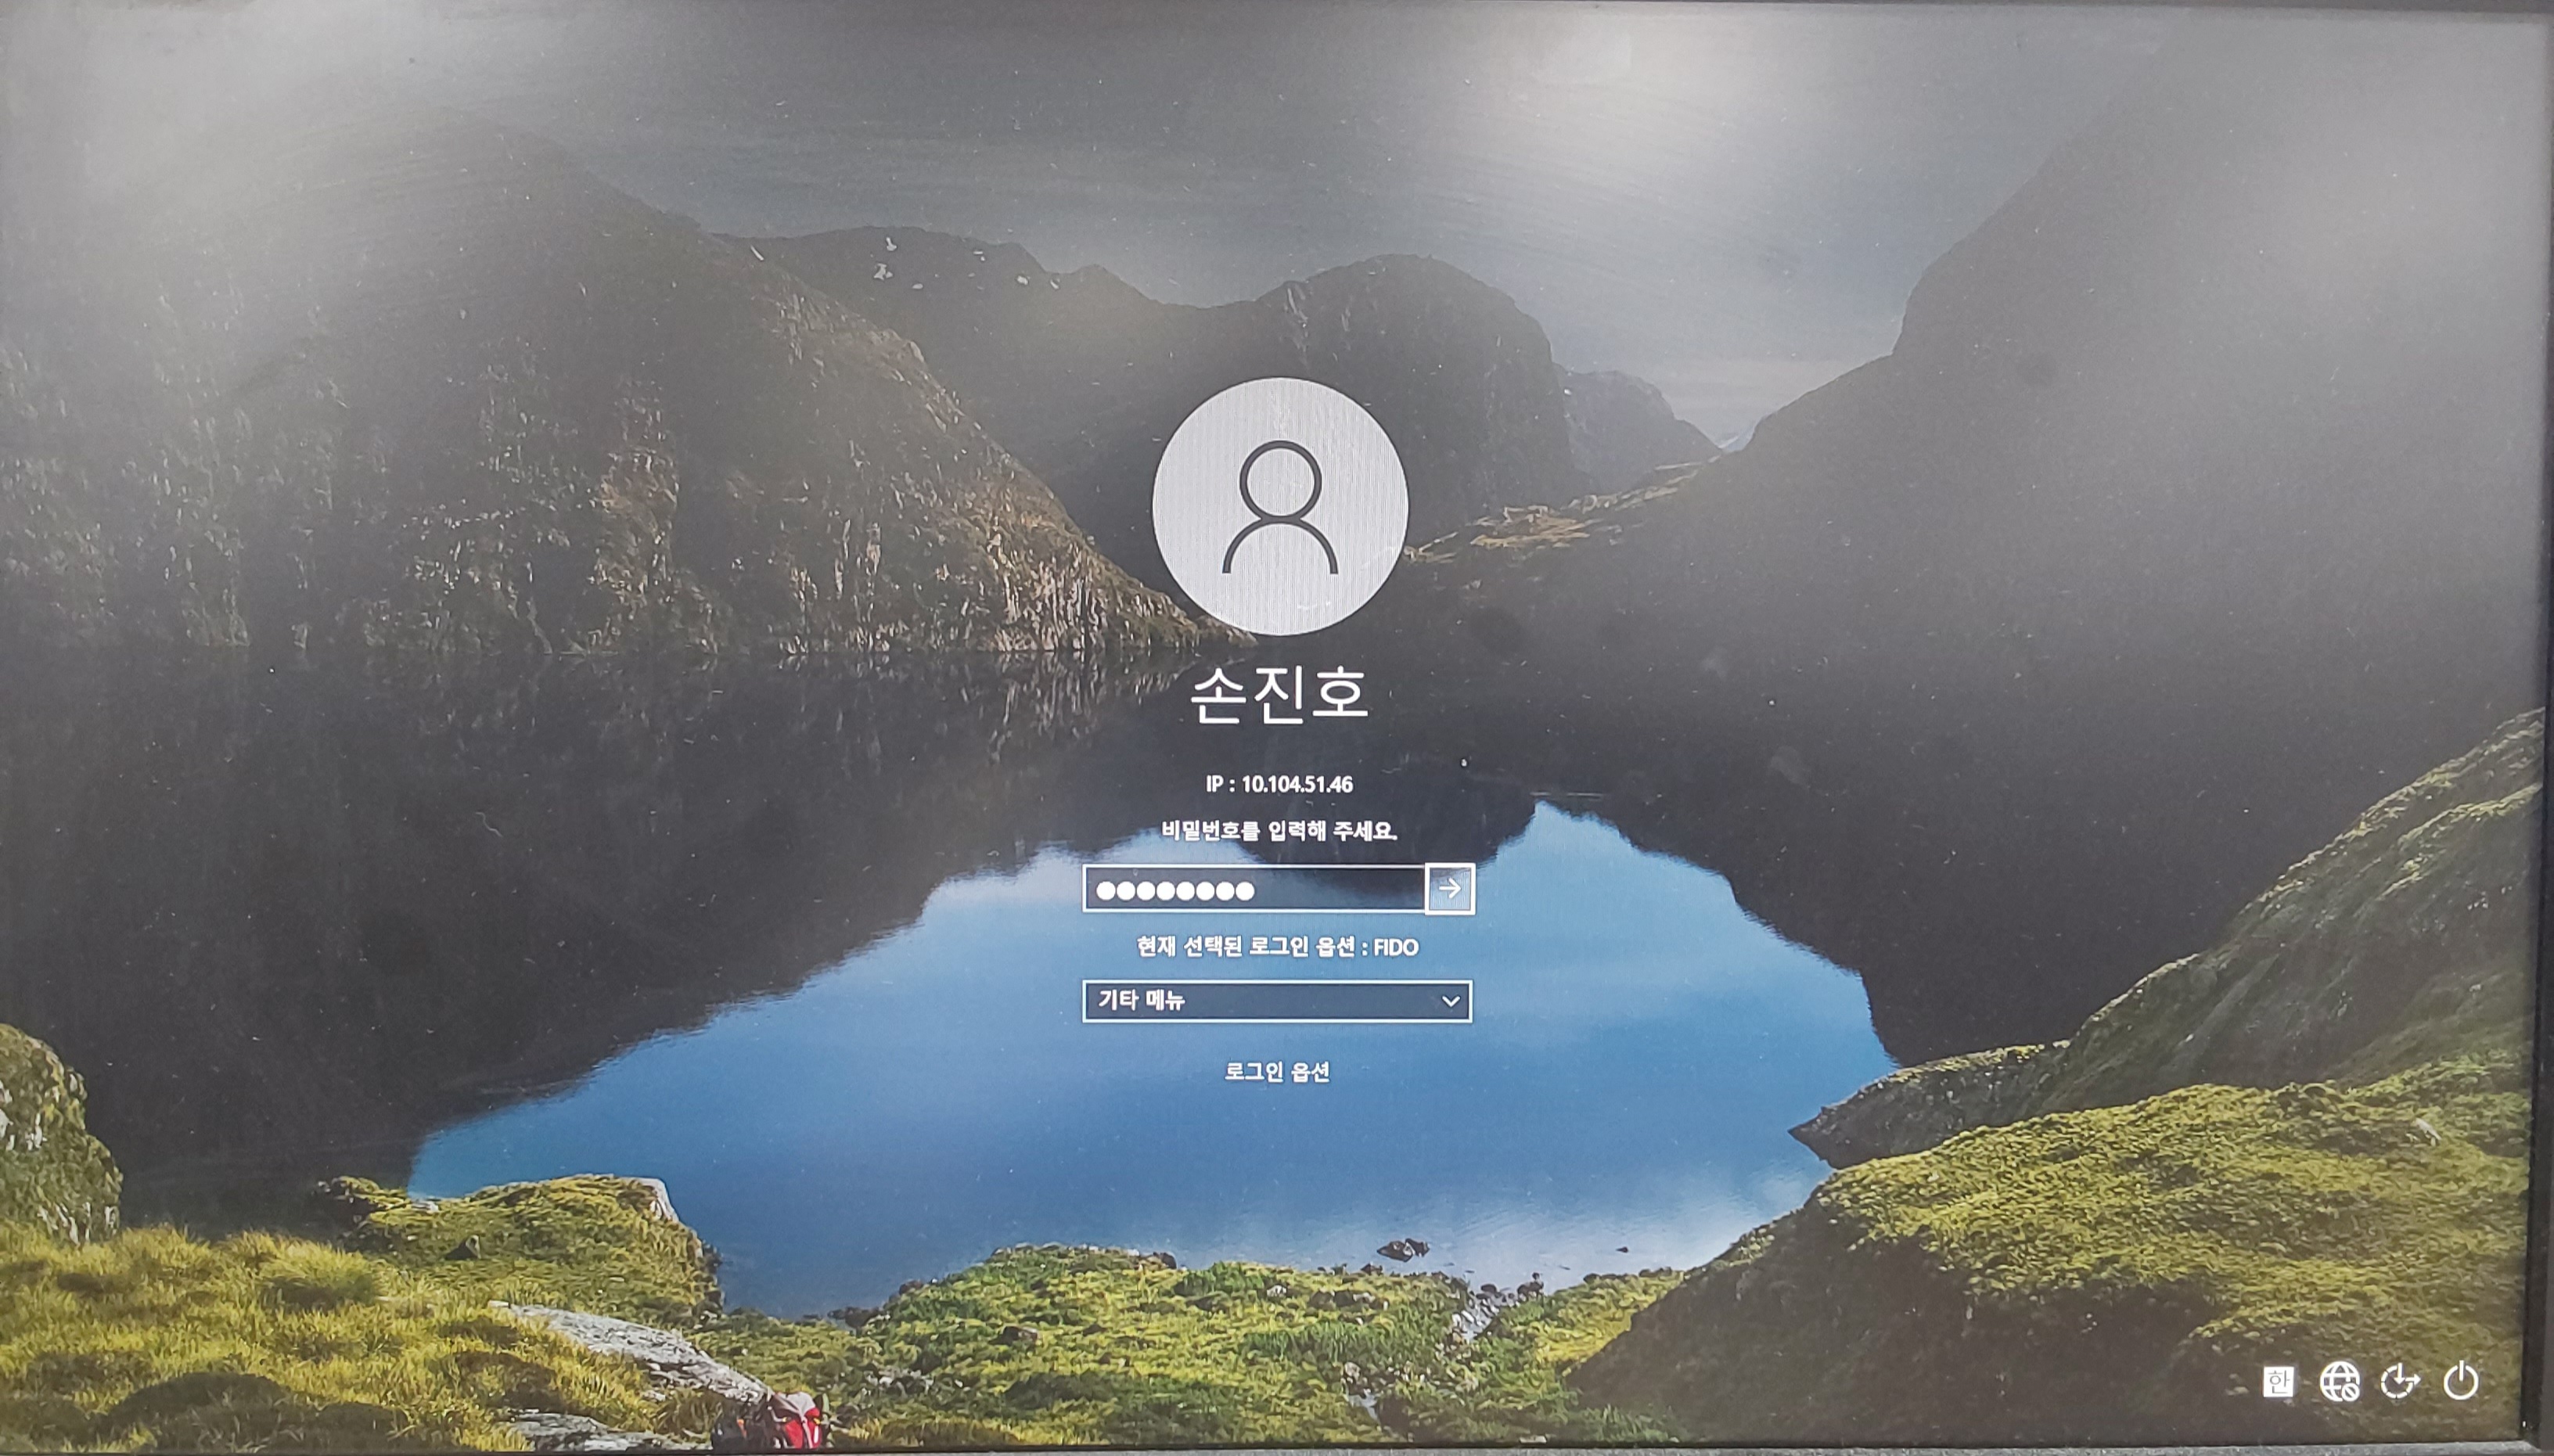 손진호
IP : 10.104.51.46
비밀번호를 입력해 주세요.
현재 선택된 로그인 옵션 : FIDO
기타 메뉴
로그인 옵션
한